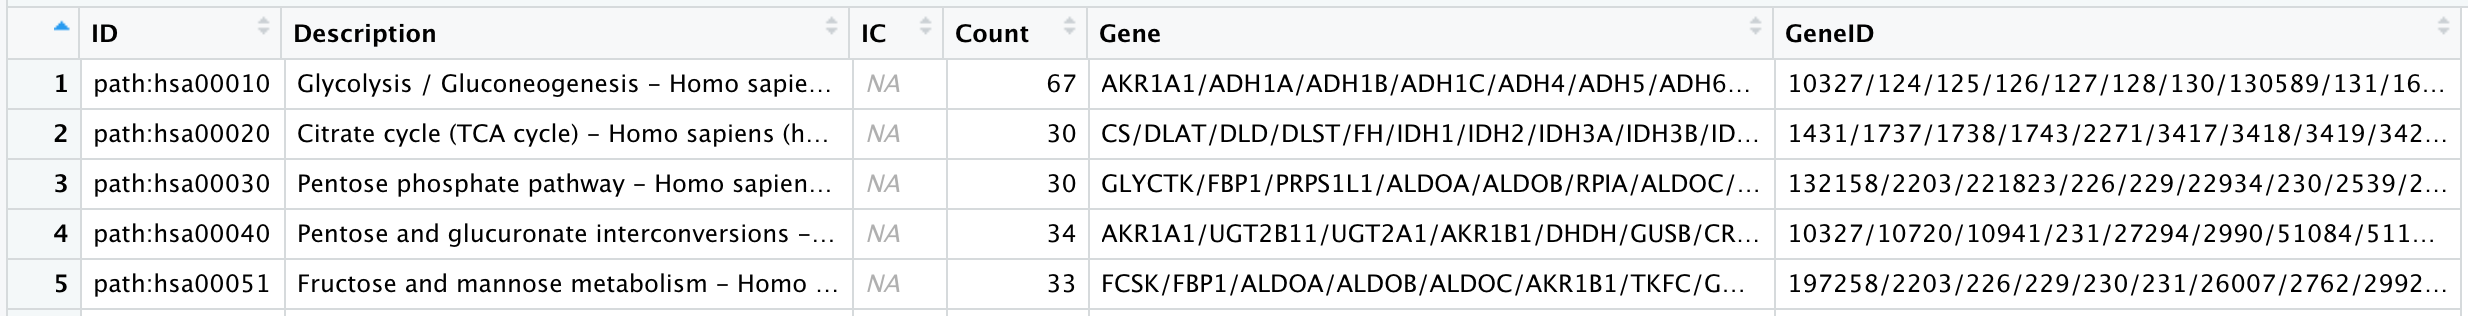 ID Description IC Count Gene GeneID
1 path:hsa00010 Glycolysis / Gluconeogenesis – Homo sapie... NA 67 AKR1A1/ADH1A/ADH1B/ADH1C/ADH4/ADH5/ADH6... 10327/124/125/126/127/128/130/130589/131/16...
2 path:hsa00020 Citrate cycle (TCA cycle) – Homo sapiens (h... NA 30 CS/DLAT/DLD/DLST/FH/IDH1/IDH2/IDH3A/IDH3B/ID... 1431/1737/1738/1743/2271/3417/3418/3419/342...
3 path:hsa00030 Pentose phosphate pathway – Homo sapien... NA 30 GLYCTK/FBP1/PRPS1L1/ALDOA/ALDOB/RPIA/ALDOC/... 132158/2203/221823/226/229/22934/230/2539/2...
4 path:hsa00040 Pentose and glucuronate interconversions –... NA 34 AKR1A1/UGT2B11/UGT2A1/AKR1B1/DHDH/GUSB/CR... 10327/10720/10941/231/27294/2990/51084/511...
5 path:hsa00051 Fructose and mannose metabolism – Homo ... NA 33 FCSK/FBP1/ALDOA/ALDOB/ALDOC/AKR1B1/TKFC/G... 197258/2203/226/229/230/231/26007/2762/2992...